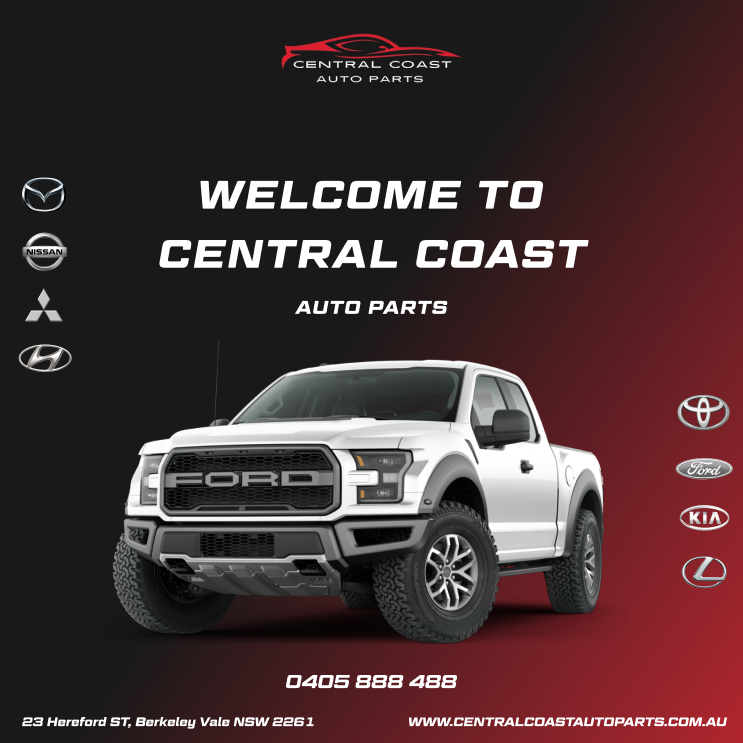 CENTRAL COAST
AUTO PARTS
WELCOME TO
CENTRAL COAST
AUTO PARTS
NISSAN
FORD
Ford
KIA
0405 888 488
23 Hereford ST, Berkeley Vale NSW 2261
WWW.CENTRALCOASTAUTOPARTS.COM.AU